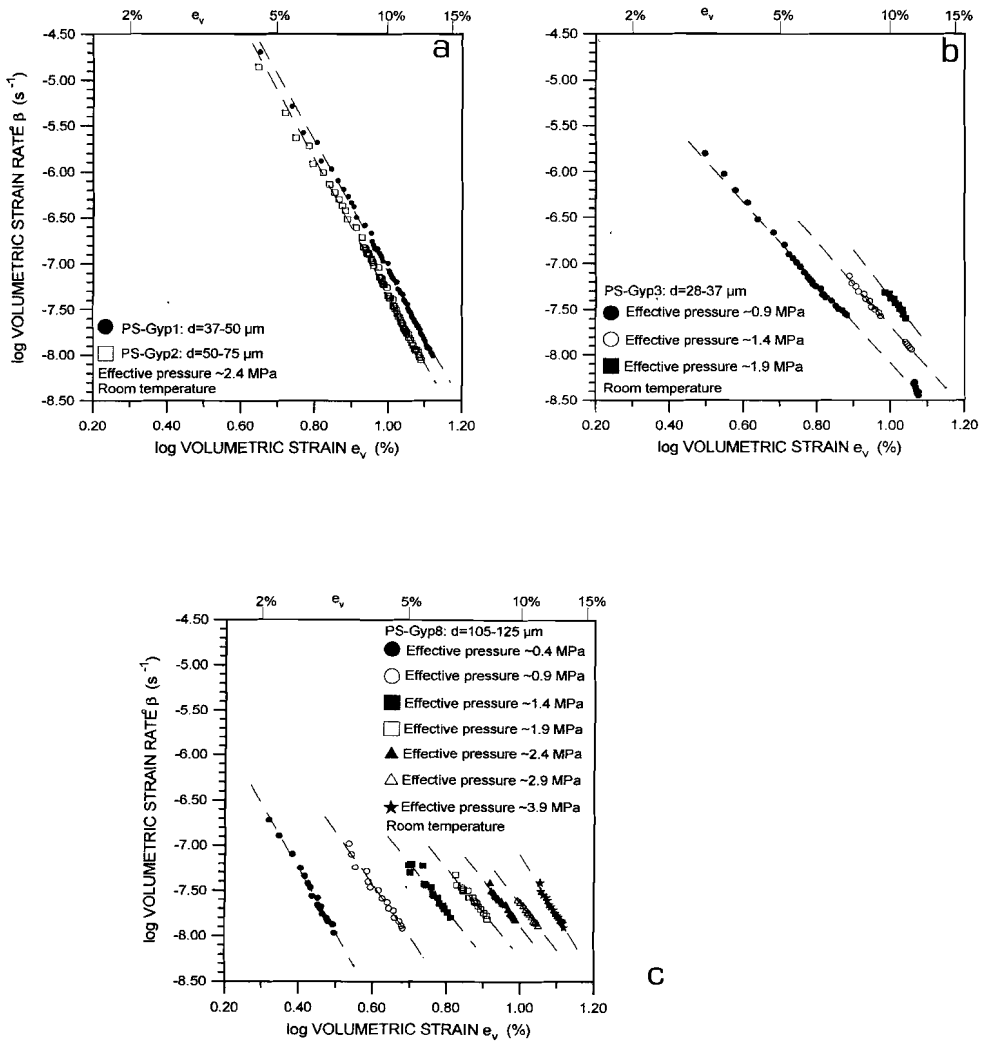 2% e_v 5% 10% 15%
-4.50
-5.00
-5.50
-6.00
-6.50
-7.00
-7.50
-8.00
-8.50
log VOLUMETRIC STRAIN RATE β̇ (s⁻¹)
a
PS-Gyp1: d=37-50 µm
PS-Gyp2: d=50-75 µm
Effective pressure ~2.4 MPa
Room temperature
0.20 0.40 0.60 0.80 1.00 1.20
log VOLUMETRIC STRAIN e_v (%)
2% e_v 5% 10% 15%
-4.50
-5.00
-5.50
-6.00
-6.50
-7.00
-7.50
-8.00
-8.50
log VOLUMETRIC STRAIN RATE β̇ (s⁻¹)
b
PS-Gyp3: d=28-37 µm
Effective pressure ~0.9 MPa
Effective pressure ~1.4 MPa
Effective pressure ~1.9 MPa
Room temperature
0.20 0.40 0.60 0.80 1.00 1.20
log VOLUMETRIC STRAIN e_v (%)
2% e_v 5% 10% 15%
-4.50
-5.00
-5.50
-6.00
-6.50
-7.00
-7.50
-8.00
-8.50
log VOLUMETRIC STRAIN RATE β̇ (s⁻¹)
PS-Gyp8: d=105-125 µm
Effective pressure ~0.4 MPa
Effective pressure ~0.9 MPa
Effective pressure ~1.4 MPa
Effective pressure ~1.9 MPa
Effective pressure ~2.4 MPa
Effective pressure ~2.9 MPa
Effective pressure ~3.9 MPa
Room temperature
c
0.20 0.40 0.60 0.80 1.00 1.20
log VOLUMETRIC STRAIN e_v (%)